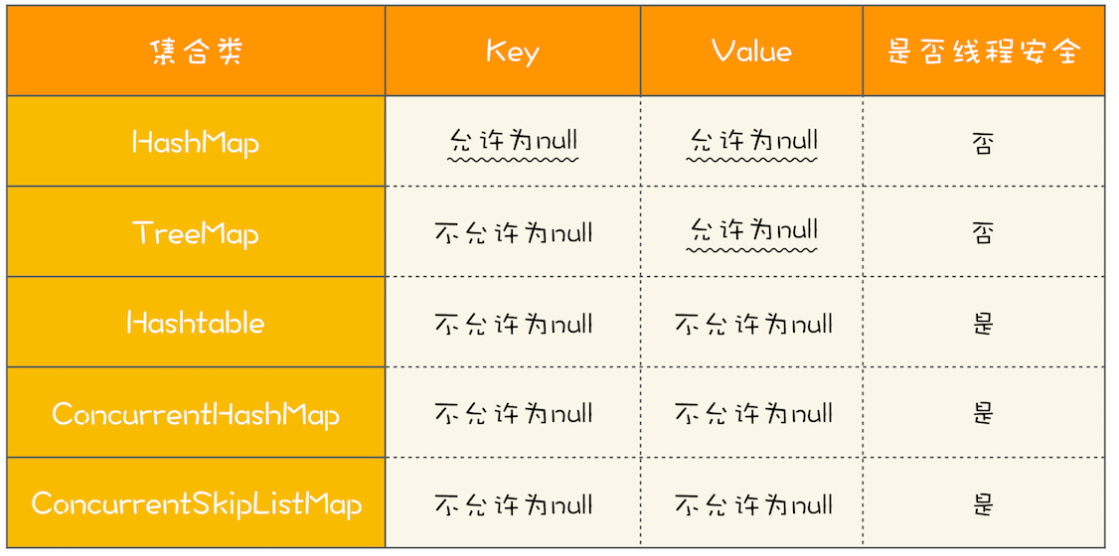 集合类 Key Value 是否线程安全
HashMap 允许为null 允许为null 否
TreeMap 不允许为null 允许为null 否
Hashtable 不允许为null 不允许为null 是
ConcurrentHashMap 不允许为null 不允许为null 是
ConcurrentSkipListMap 不允许为null 不允许为null 是